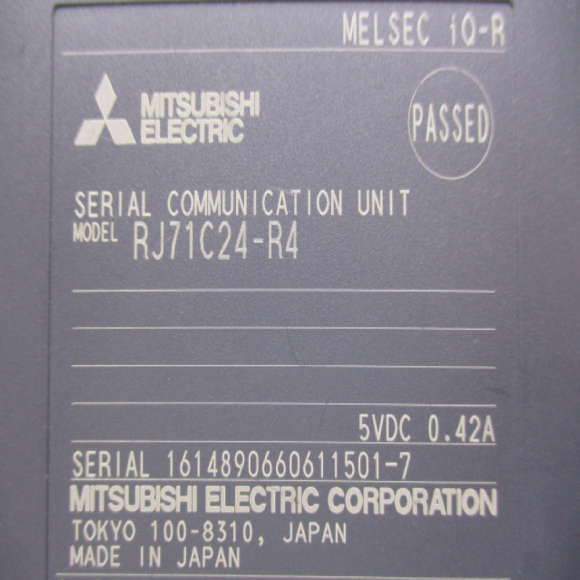 MELSEC iQ-R
MITSUBISHI
ELECTRIC
PASSED
SERIAL COMMUNICATION UNIT
MODEL RJ71C24-R4
5VDC 0.42A
SERIAL 1614890660611501-7
MITSUBISHI ELECTRIC CORPORATION
TOKYO 100-8310, JAPAN
MADE IN JAPAN